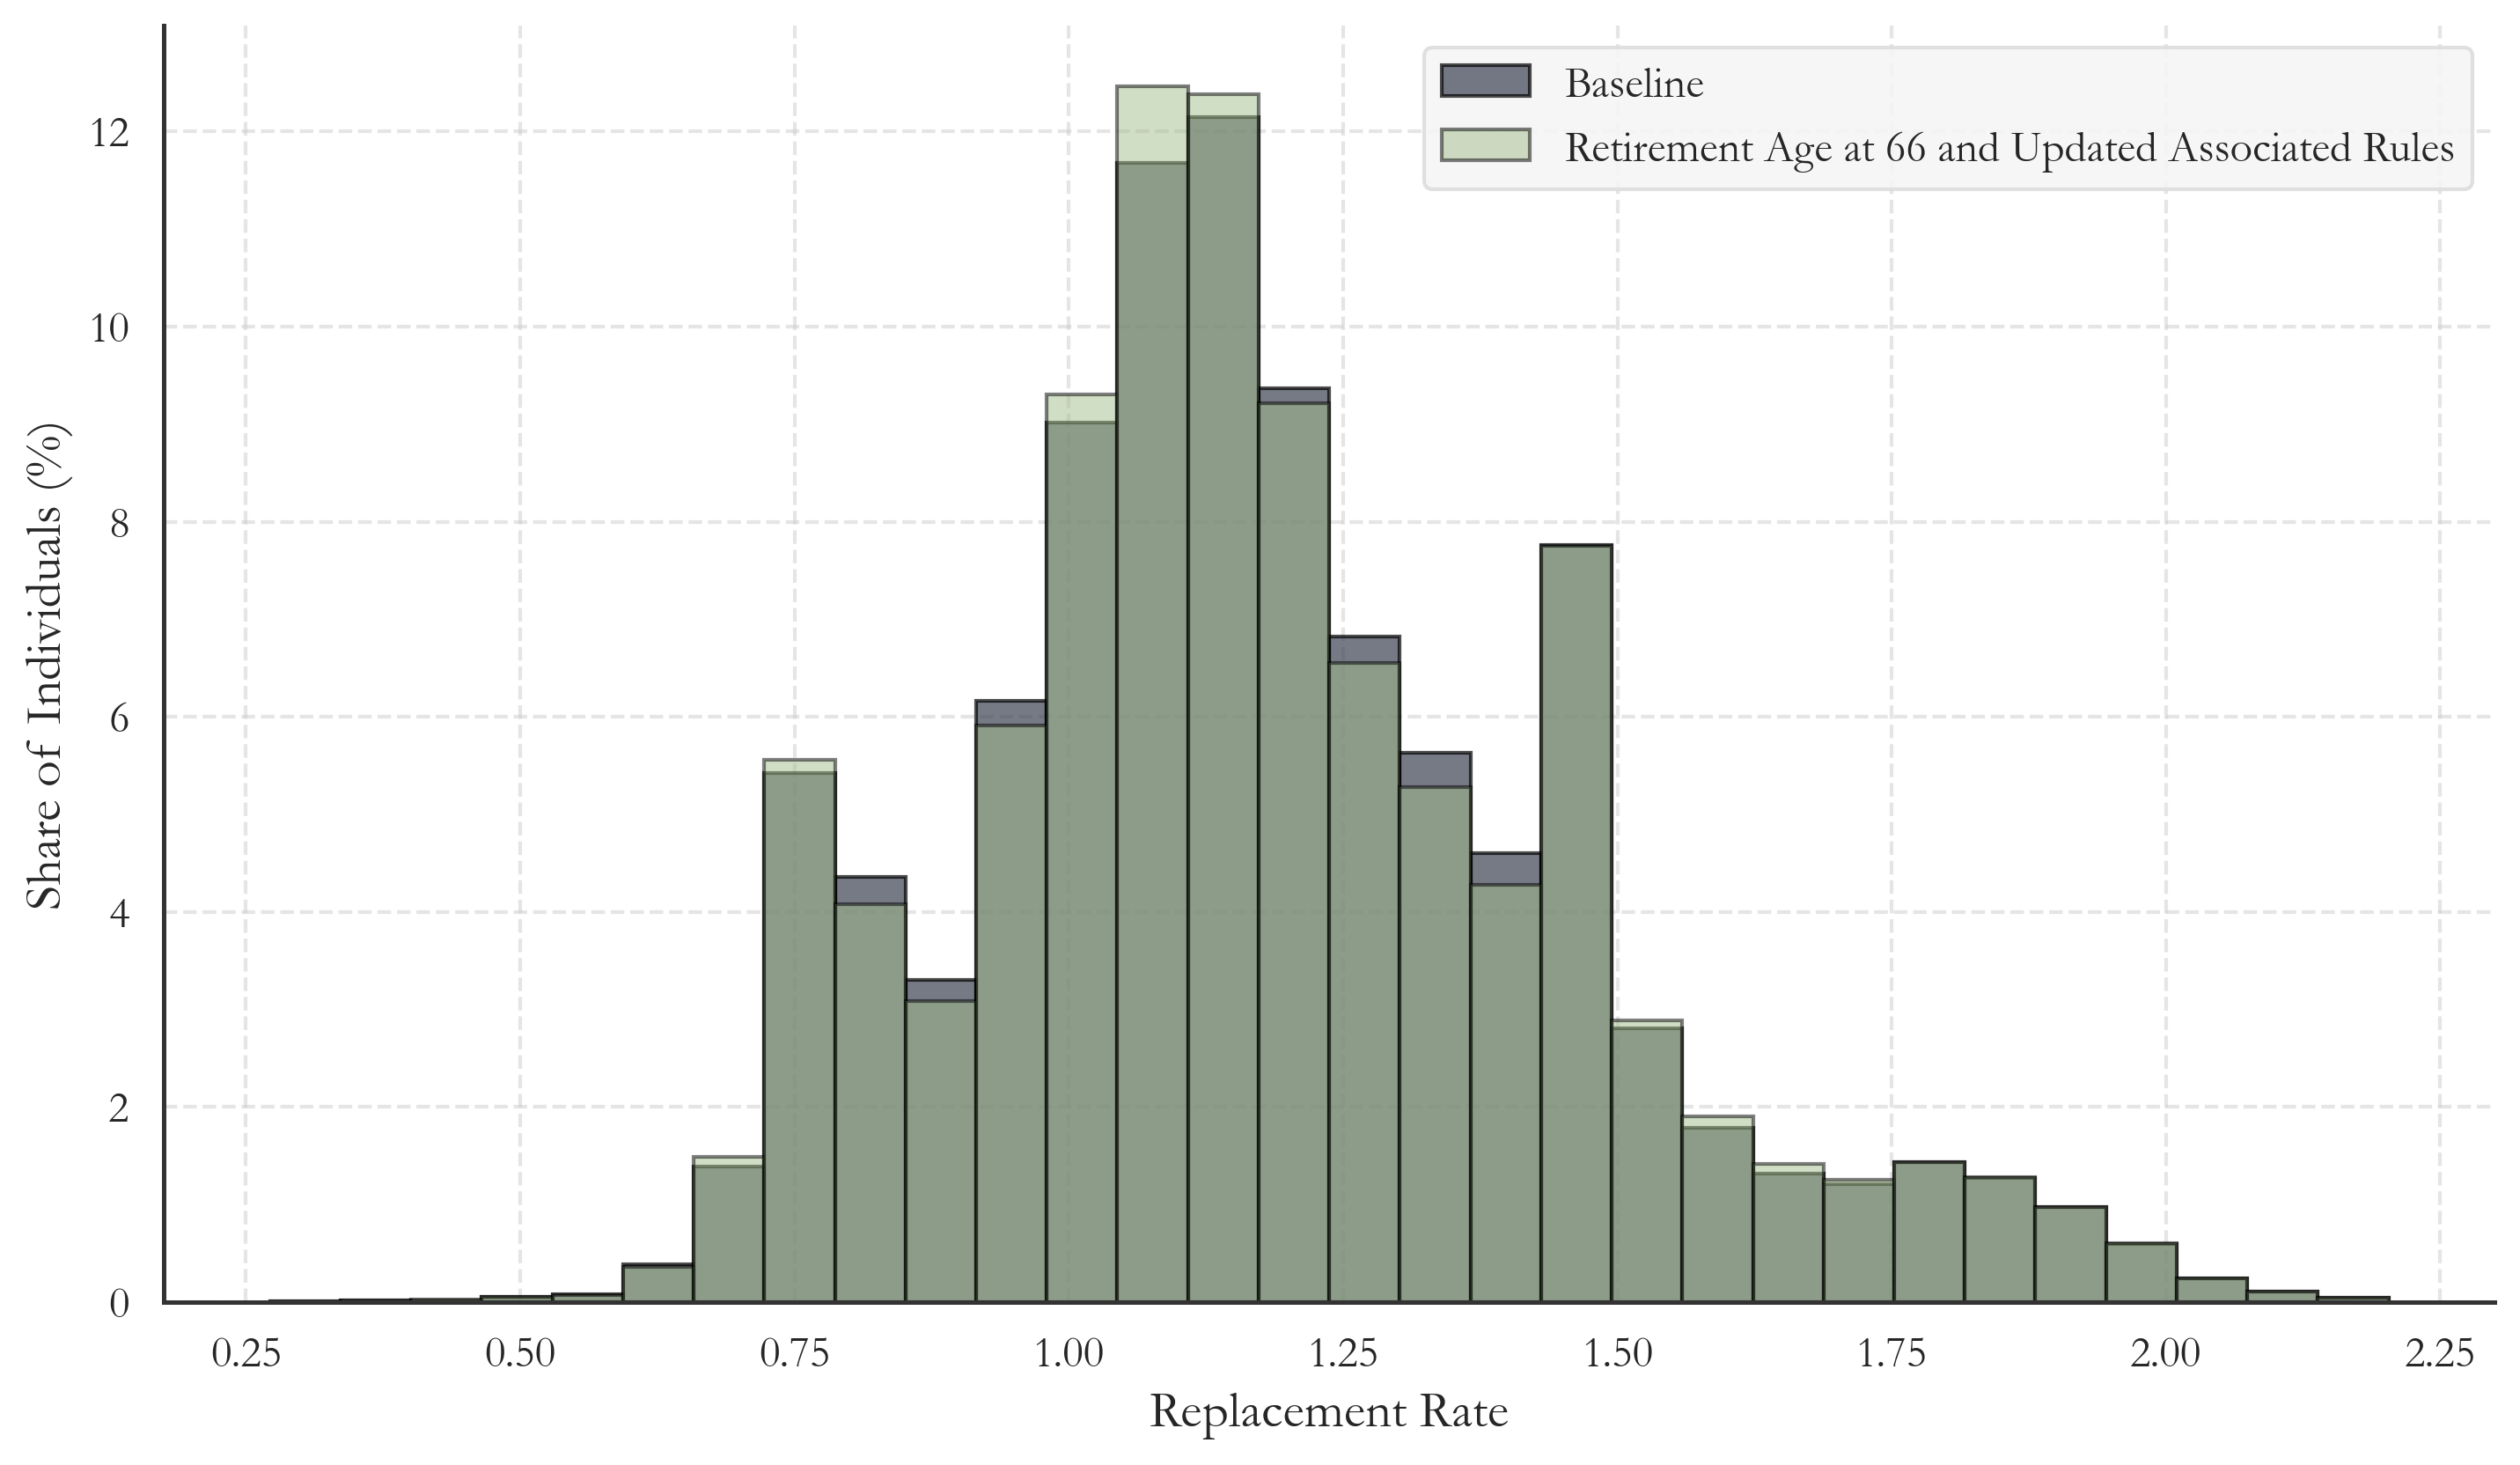 Baseline
Retirement Age at 66 and Updated Associated Rules
12
10
8
6
4
2
0
Share of Individuals (%)
0.25 0.50 0.75 1.00 1.25 1.50 1.75 2.00 2.25
Replacement Rate